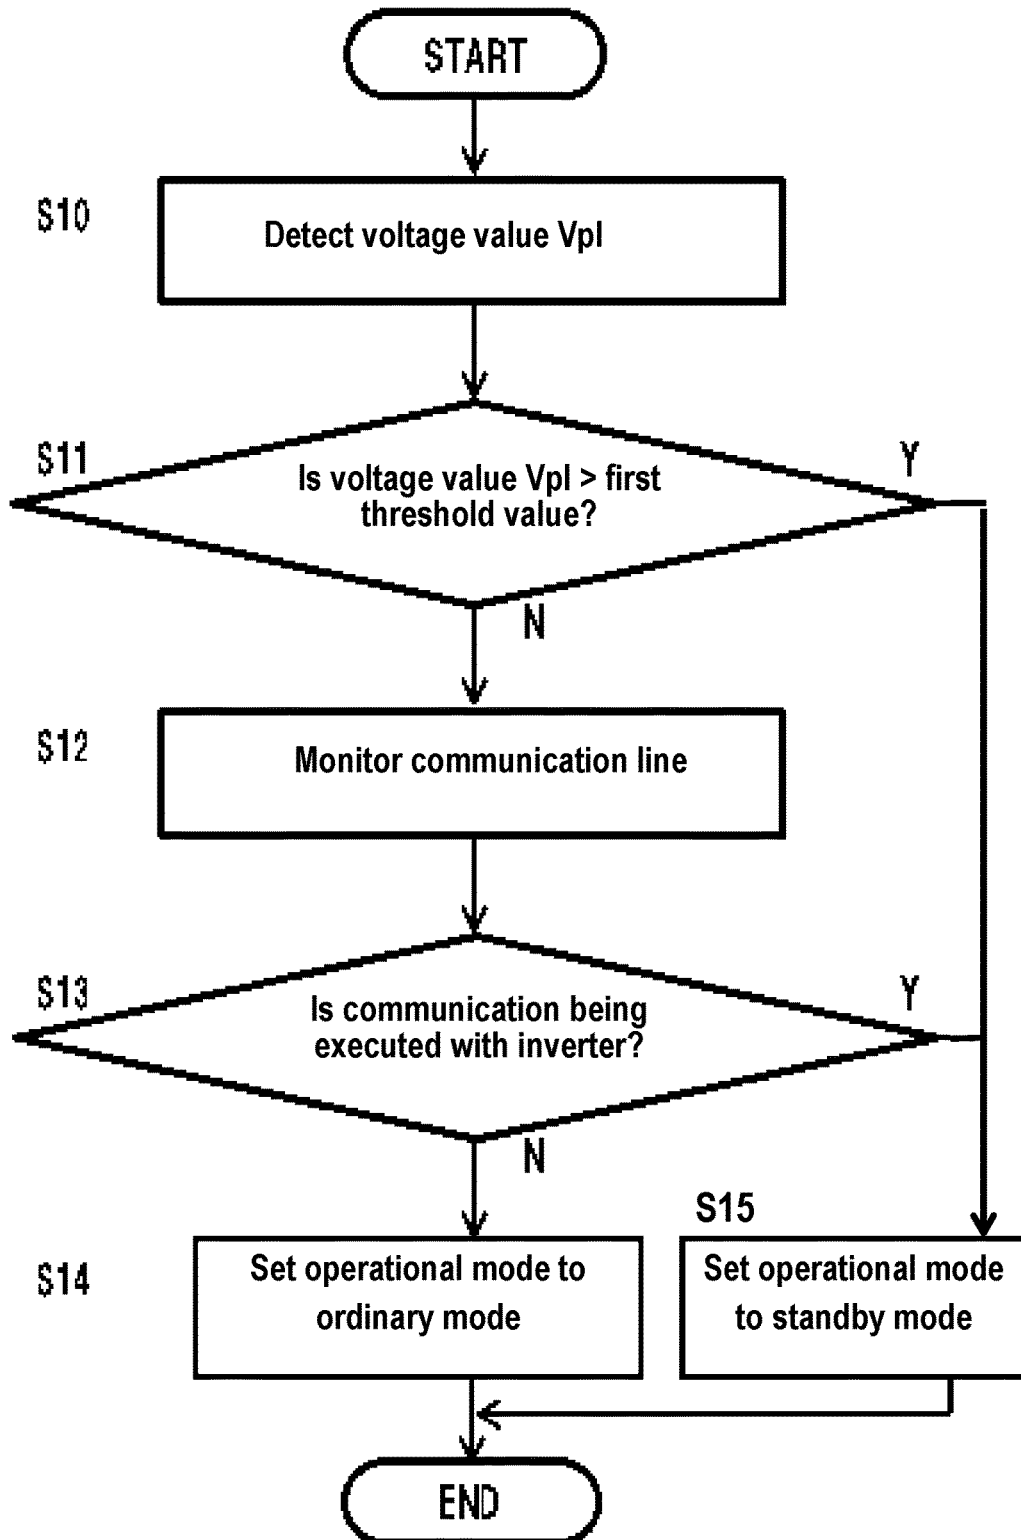 START
S10
Detect voltage value Vpl
S11
Is voltage value Vpl > first
threshold value?
Y
N
S12
Monitor communication line
S13
Is communication being
executed with inverter?
Y
N
S14
Set operational mode to
ordinary mode
S15
Set operational mode
to standby mode
END